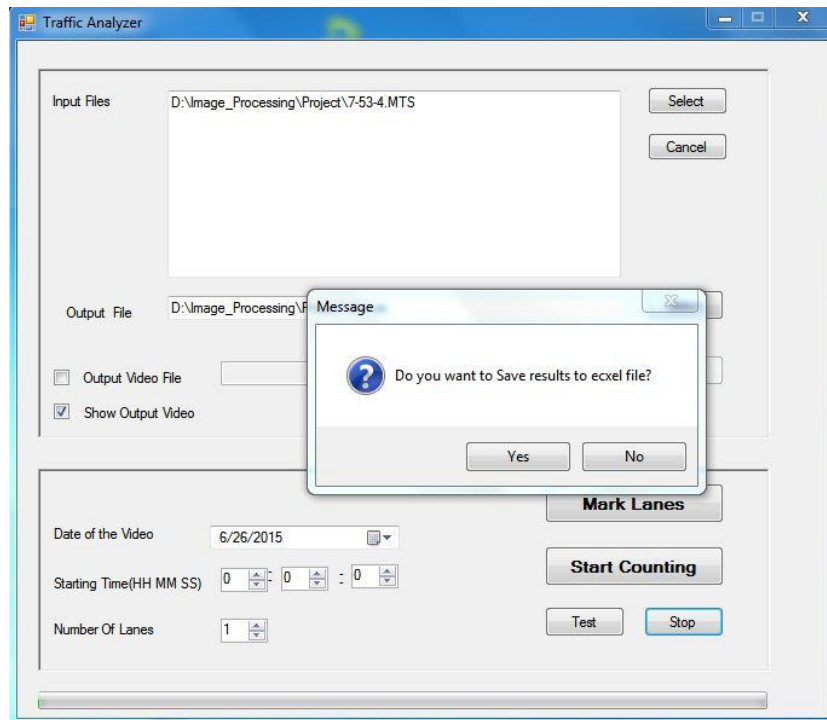 Traffic Analyzer
Input Files
D:\Image_Processing\Project\7-53-4.MTS
Select
Cancel
Output File
D:\Image_Processing\
Message
Do you want to Save results to ecxel file?
Yes
No
Output Video File
Show Output Video
Mark Lanes
Date of the Video
6/26/2015
Starting Time(HH MM SS)
0 : 0 : 0
Start Counting
Number Of Lanes
1
Test
Stop